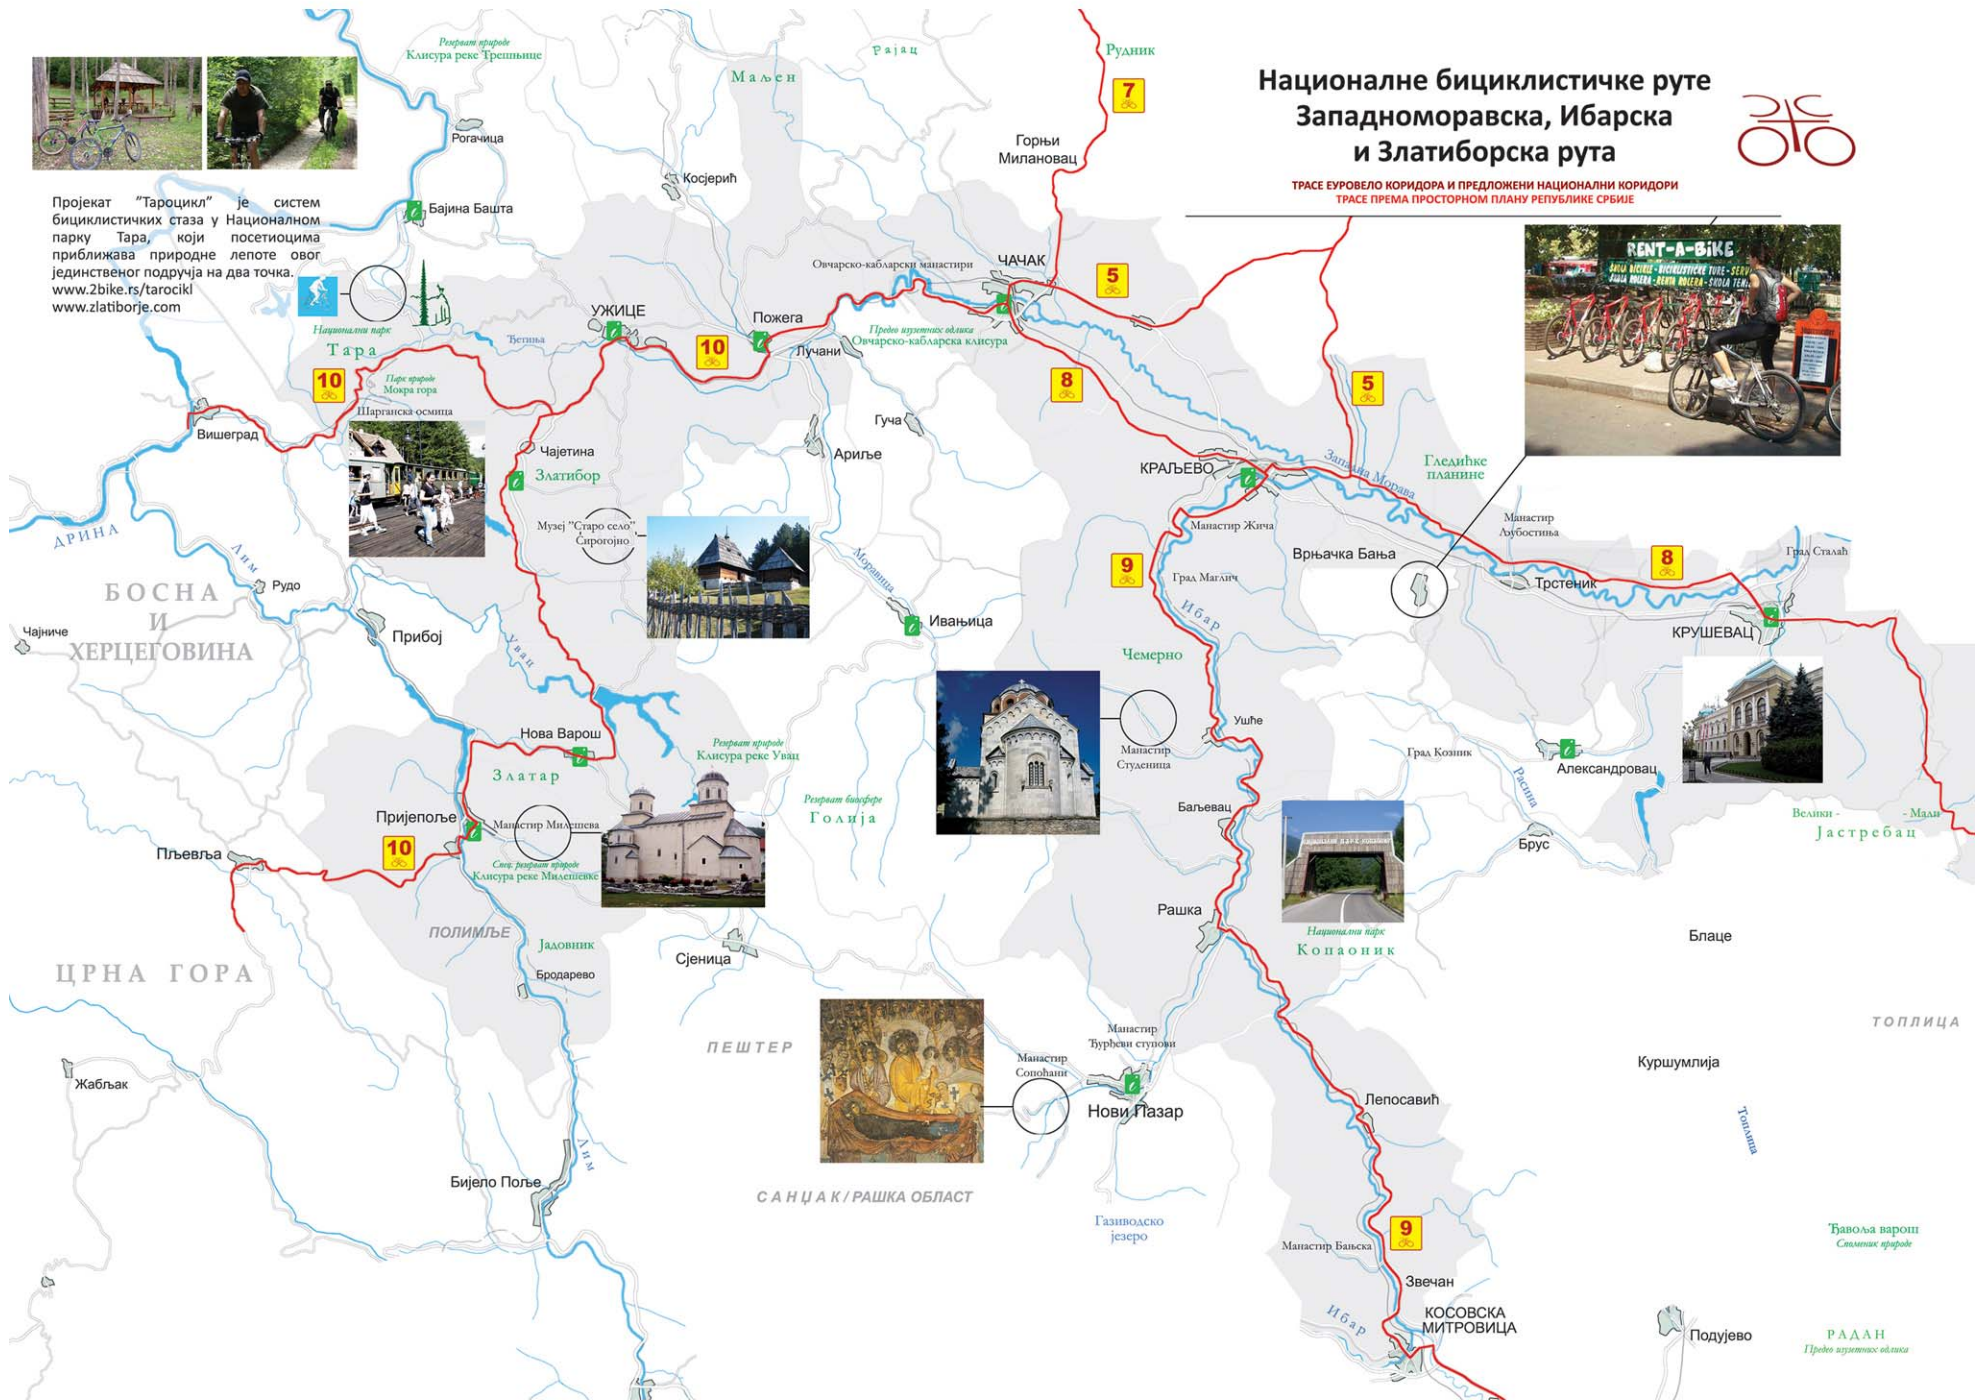 Националне бициклистичке руте
Западноморавска, Ибарска
и Златиборска рута
ТРАСЕ ЕУРОВЕЛО КОРИДОРА И ПРЕДЛОЖЕНИ НАЦИОНАЛНИ КОРИДОРИ
ТРАСЕ ПРЕМА ПРОСТОРНОМ ПЛАНУ РЕПУБЛИКЕ СРБИЈЕ
Пројекат "Тароцикл" је систем
бициклистичких стаза у Националном
парку Тара, који посетиоцима
приближава природне лепоте овог
јединственог подручја на два точка.
www.2bike.rs/tarocikl
www.zlatiborje.com
Резерват природе
Клисура реке Трешњице
Маљен
Рајац
Рудник
7
Рогачица
Горњи
Милановац
Косјерић
Бајина Башта
RENT-A-BIKE
Овчарско-кабларски манастири
ЧАЧАК
5
Национални парк
Тара
Ђетиња
УЖИЦЕ
Пожега
Лучани
10
Предео изузетних одлика
Овчарско-кабларска клисура
10
Парк природе
Мокра гора
Шарганска осмица
8
5
Вишеград
Гуча
Ариље
Чајетина
Златибор
КРАЉЕВО
Западна Морава
Гледићке
планине
Музеј "Старо село"
Сирогојно
Манастир Жича
Манастир
Љубостиња
ДРИНА
Лим
Моравица
9
Врњачка Бања
8
Град Сталаћ
Град Маглич
Трстеник
БОСНА
И
ХЕРЦЕГОВИНА
Рудо
Чајниче
Прибој
Увац
Ивањица
Ибар
КРУШЕВАЦ
Чемерно
Ушће
Нова Варош
Златар
Резерват природе
Клисура реке Увац
Манастир
Студеница
Град Козник
Александровац
Расина
Резерват биосфере
Голија
Баљевац
Пријепоље
Манастир Милешева
10
Пљевља
Спец. резерват природе
Клисура реке Милешевке
Брус
Велики - - Мали
Јастребац
НАЦИОНАЛНИ ПАРК КОПАОНИК
Рашка
Национални парк
Копаоник
Блаце
ПОЛИМЉЕ
Јадовник
Сјеница
Бродарево
ЦРНА ГОРА
ПЕШТЕР
ТОПЛИЦА
Манастир
Ђурђеви ступови
Манастир
Сопоћани
Нови Пазар
Жабљак
Лепосавић
Куршумлија
Топлица
Бијело Поље
Лим
САНЏАК/РАШКА ОБЛАСТ
Газиводско
језеро
9
Манастир Бањска
Звечан
Ђавоља варош
Споменик природе
Ибар
КОСОВСКА
МИТРОВИЦА
Подујево
РАДАН
Предео изузетних одлика